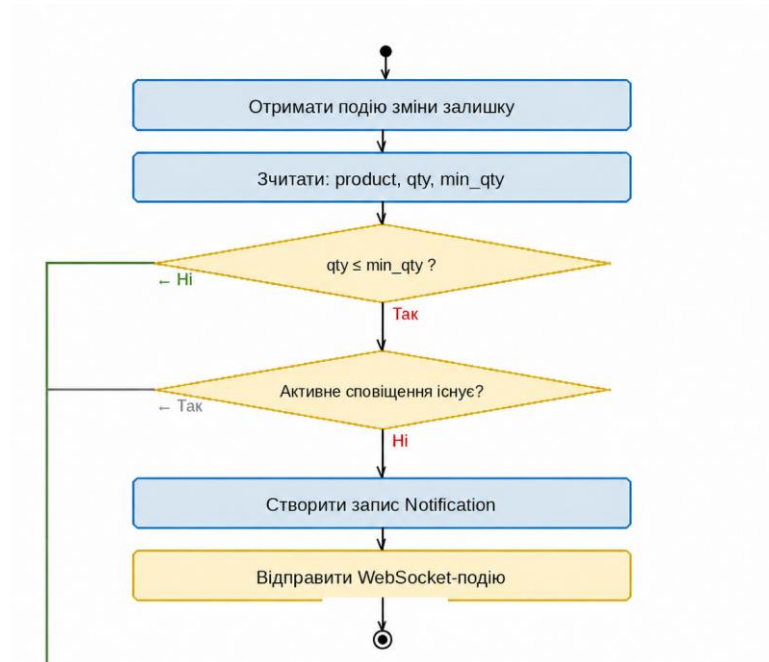 Отримати подію зміни залишку
Зчитати: product, qty, min_qty
qty ≤ min_qty ?
← Ні
Так
Активне сповіщення існує?
← Так
Ні
Створити запис Notification
Відправити WebSocket-подію